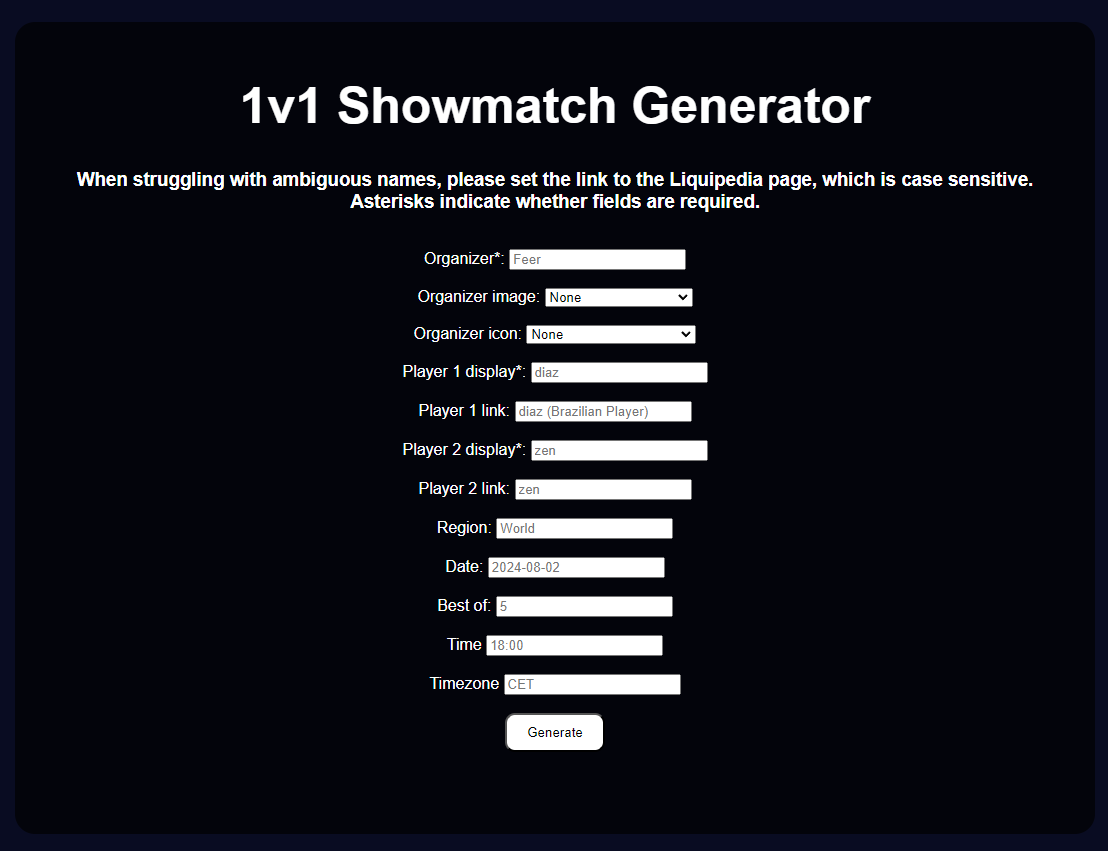 1v1 Showmatch Generator
When struggling with ambiguous names, please set the link to the Liquipedia page, which is case sensitive.
Asterisks indicate whether fields are required.
Organizer*: Feer
Organizer image: None
Organizer icon: None
Player 1 display*: diaz
Player 1 link: diaz (Brazilian Player)
Player 2 display*: zen
Player 2 link: zen
Region: World
Date: 2024-08-02
Best of: 5
Time 18:00
Timezone CET
Generate